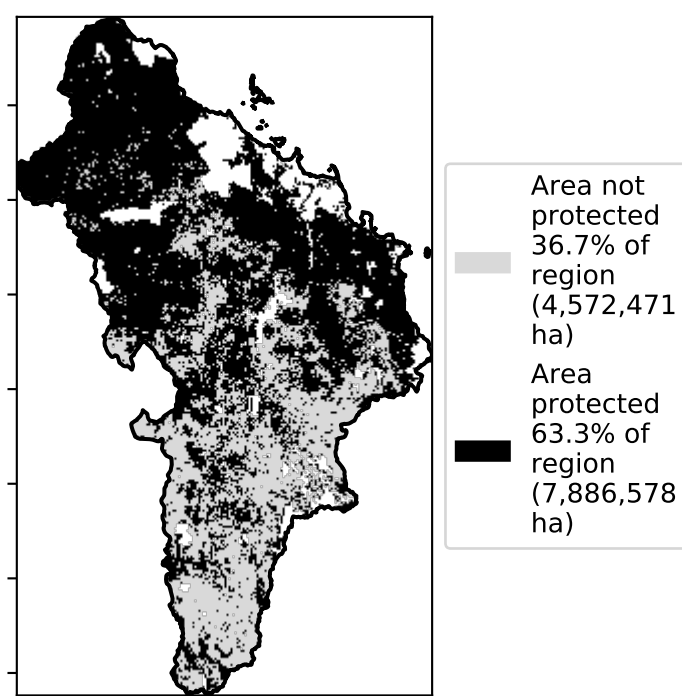 Area not
protected
36.7% of
region
(4,572,471
ha)
Area
protected
63.3% of
region
(7,886,578
ha)